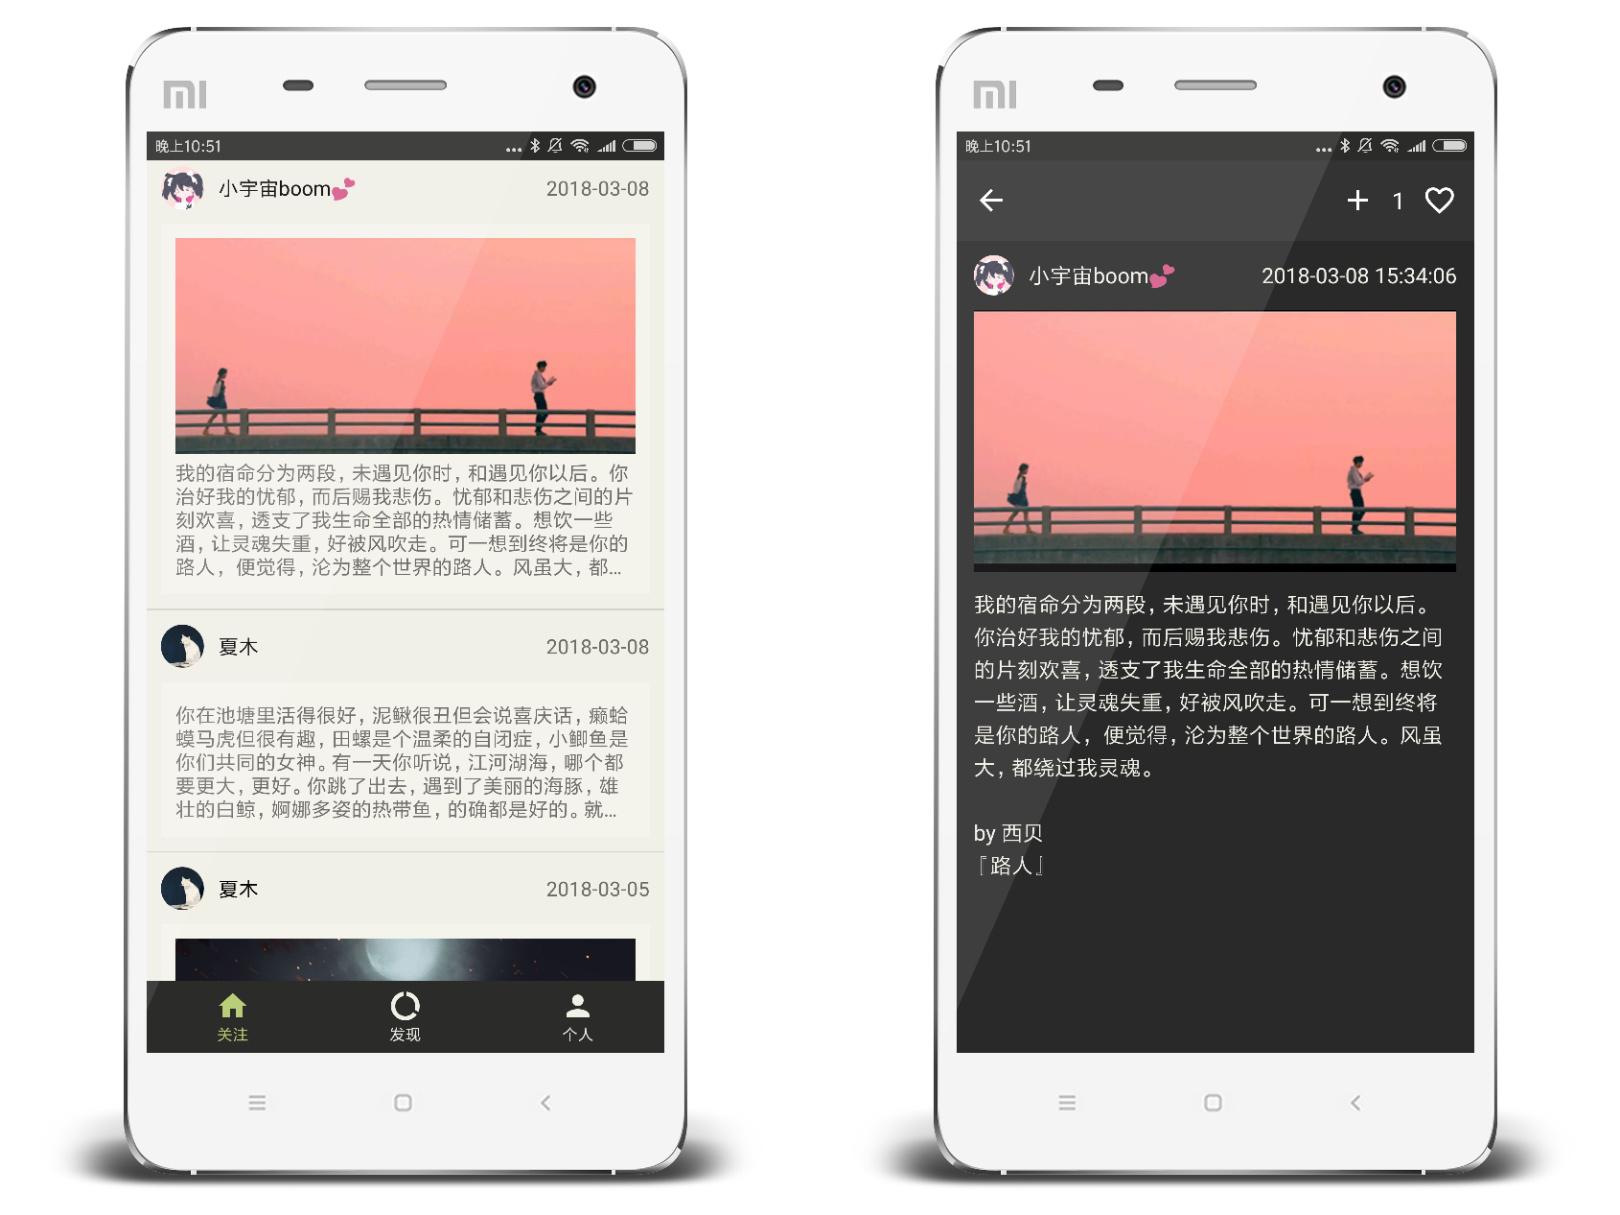 mi
晚上10:51
小宇宙boom💕 2018-03-08
我的宿命分为两段，未遇见你时，和遇见你以后。你
治好我的忧郁，而后赐我悲伤。忧郁和悲伤之间的片
刻欢喜，透支了我生命全部的热情储蓄。想饮一些
酒，让灵魂失重，好被风吹走。可一想到终将是你的
路人，便觉得，沦为整个世界的路人。风虽大，都...
夏木 2018-03-08
你在池塘里活得很好，泥鳅很丑但会说喜庆话，癞蛤
蟆马虎但很有趣，田螺是个温柔的自闭症，小鲫鱼是
你们共同的女神。有一天你听说，江河湖海，哪个都
要更大，更好。你跳了出去，遇到了美丽的海豚，雄
壮的白鲸，婀娜多姿的热带鱼，的确都是好的。就...
夏木 2018-03-05
关注 发现 个人
mi
晚上10:51
1
小宇宙boom💕 2018-03-08 15:34:06
我的宿命分为两段，未遇见你时，和遇见你以后。
你治好我的忧郁，而后赐我悲伤。忧郁和悲伤之间
的片刻欢喜，透支了我生命全部的热情储蓄。想饮
一些酒，让灵魂失重，好被风吹走。可一想到终将
是你的路人，便觉得，沦为整个世界的路人。风虽
大，都绕过我灵魂。
by 西贝
『路人』